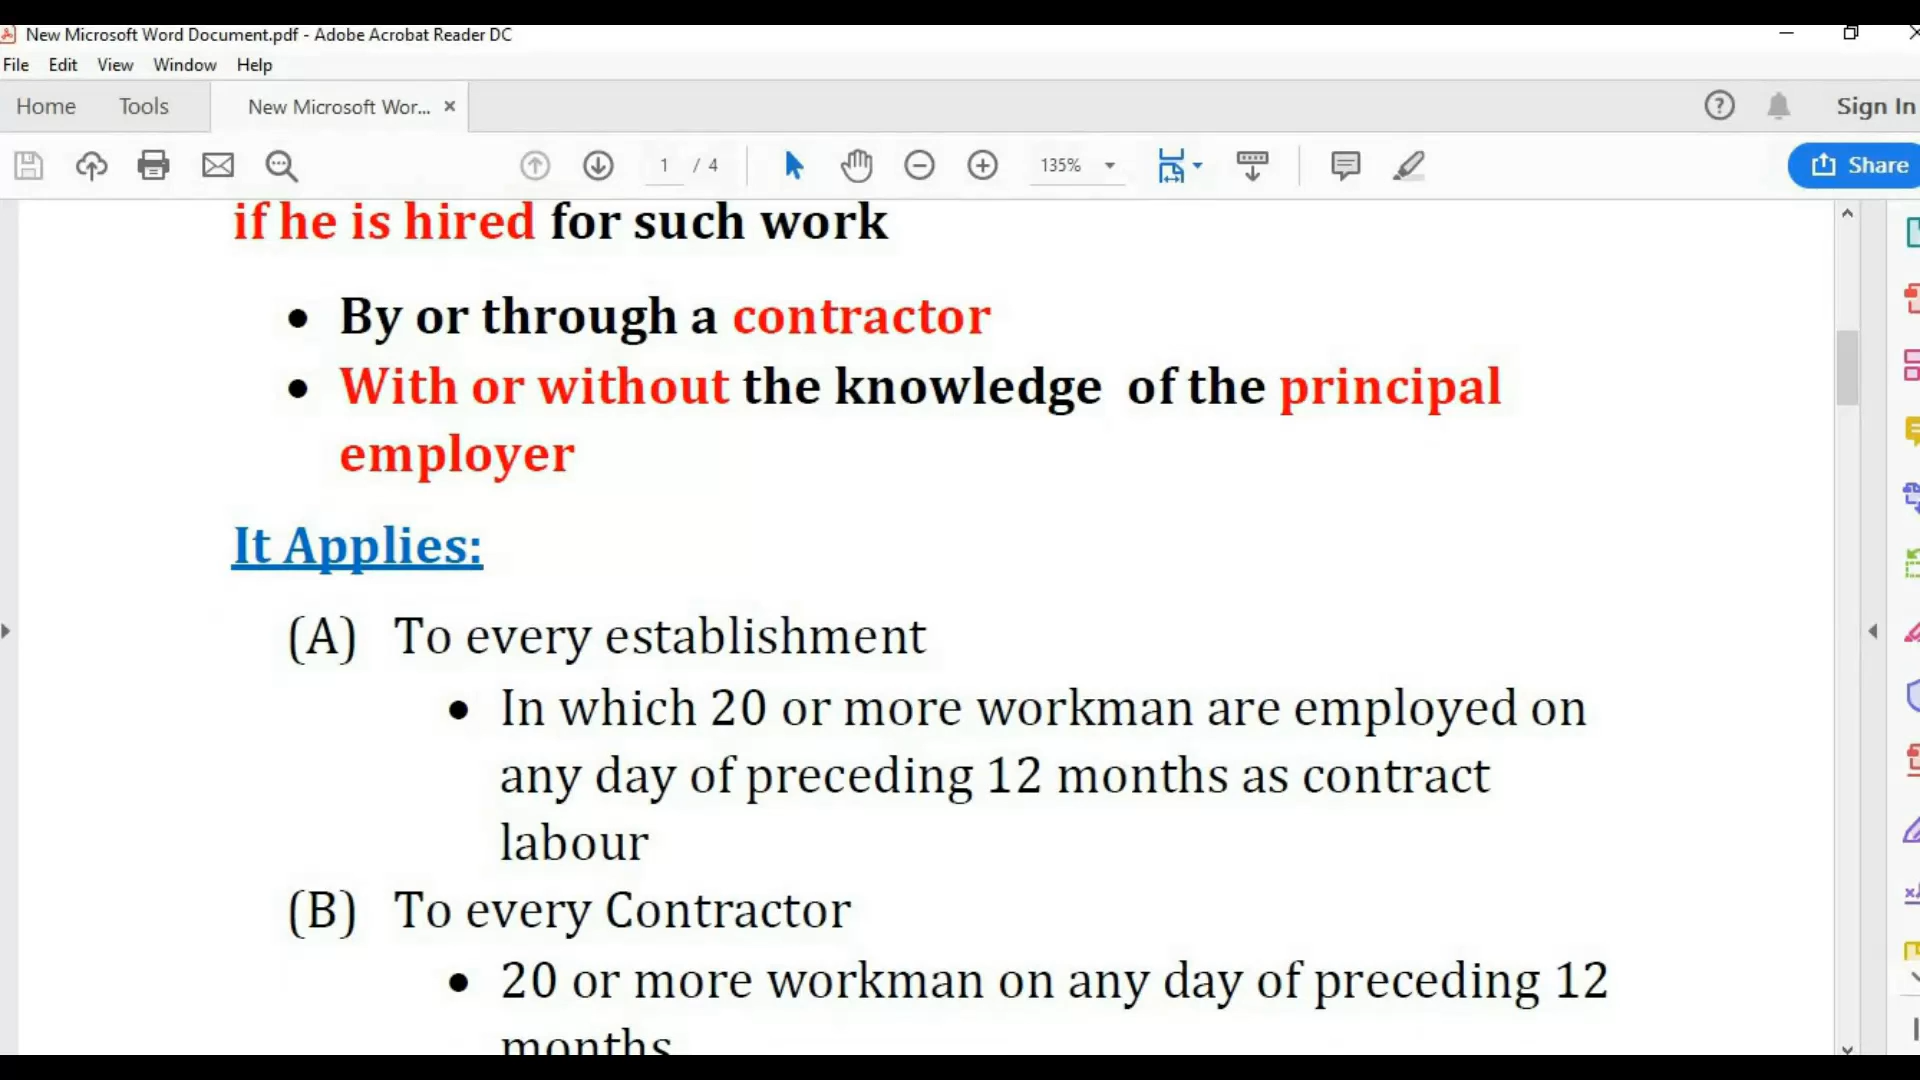 New Microsoft Word Document.pdf - Adobe Acrobat Reader DC
File Edit View Window Help
Home Tools New Microsoft Wor... × Sign In
1 / 4 135% Share
if he is hired for such work
• By or through a contractor
• With or without the knowledge of the principal
employer
It Applies:
(A) To every establishment
• In which 20 or more workman are employed on
any day of preceding 12 months as contract
labour
(B) To every Contractor
• 20 or more workman on any day of preceding 12
months